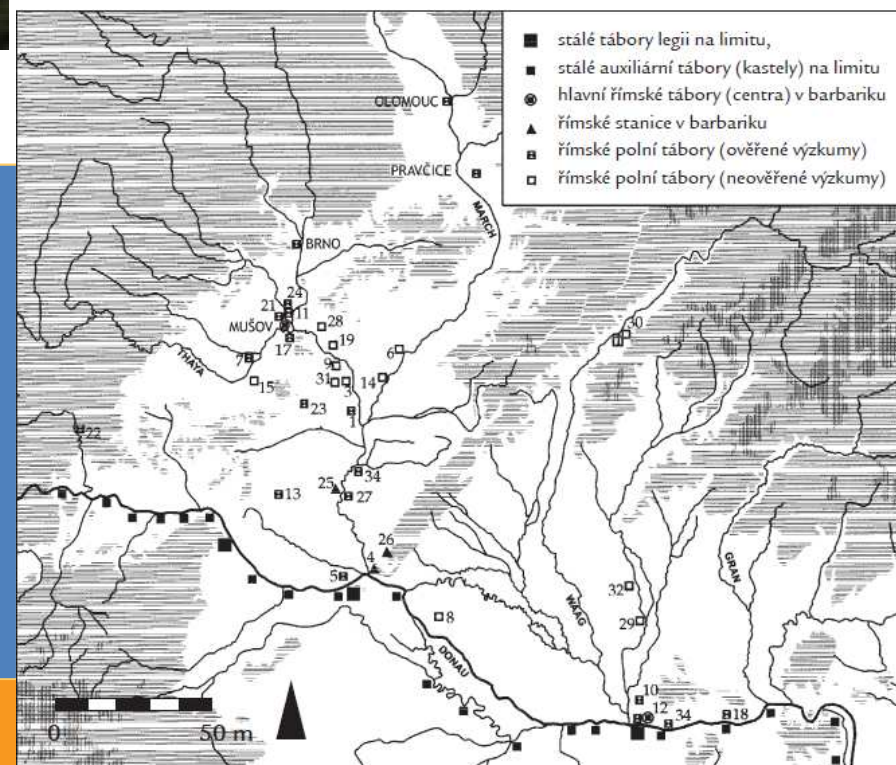 stálé tábory legii na limitu,
stálé auxiliární tábory (kastely) na limitu
hlavní římské tábory (centra) v barbariku
římské stanice v barbariku
římské polní tábory (ověřené výzkumy)
římské polní tábory (neověřené výzkumy)
OLOMOUC
PRAVČICE
MARCH
BRNO
24
21
11
MUŠOV
28
17
19
30
THAYA
7
6
9
15
31
3
14
23
1
22
34
25
13
27
26
4
5
GRAN
WAAG
32
8
29
DONAU
10
12
34
18
0
50 m